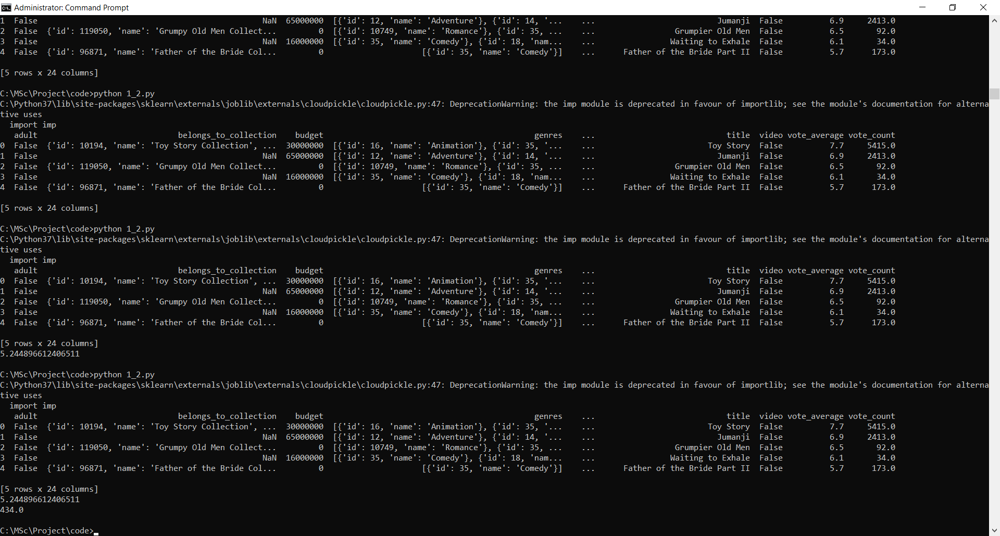 Administrator: Command Prompt
1  False                                                NaN  65000000  [{'id': 12, 'name': 'Adventure'}, {'id': 14, '...    ...                          Jumanji  False          6.9     2413.0
2  False  {'id': 119050, 'name': 'Grumpy Old Men Collect...         0  [{'id': 10749, 'name': 'Romance'}, {'id': 35, ...    ...                 Grumpier Old Men  False          6.5       92.0
3  False                                                NaN  16000000  [{'id': 35, 'name': 'Comedy'}, {'id': 18, 'nam...    ...                Waiting to Exhale  False          6.1       34.0
4  False  {'id': 96871, 'name': 'Father of the Bride Col...         0                     [{'id': 35, 'name': 'Comedy'}]    ...      Father of the Bride Part II  False          5.7      173.0
[5 rows x 24 columns]
C:\MSc\Project\code>python 1_2.py
C:\Python37\lib\site-packages\sklearn\externals\joblib\externals\cloudpickle\cloudpickle.py:47: DeprecationWarning: the imp module is deprecated in favour of importlib; see the module's documentation for alterna
tive uses
  import imp
   adult                              belongs_to_collection    budget                                             genres    ...                            title  video vote_average vote_count
0  False  {'id': 10194, 'name': 'Toy Story Collection', ...  30000000  [{'id': 16, 'name': 'Animation'}, {'id': 35, '...    ...                        Toy Story  False          7.7     5415.0
1  False                                                NaN  65000000  [{'id': 12, 'name': 'Adventure'}, {'id': 14, '...    ...                          Jumanji  False          6.9     2413.0
2  False  {'id': 119050, 'name': 'Grumpy Old Men Collect...         0  [{'id': 10749, 'name': 'Romance'}, {'id': 35, ...    ...                 Grumpier Old Men  False          6.5       92.0
3  False                                                NaN  16000000  [{'id': 35, 'name': 'Comedy'}, {'id': 18, 'nam...    ...                Waiting to Exhale  False          6.1       34.0
4  False  {'id': 96871, 'name': 'Father of the Bride Col...         0                     [{'id': 35, 'name': 'Comedy'}]    ...      Father of the Bride Part II  False          5.7      173.0
[5 rows x 24 columns]
C:\MSc\Project\code>python 1_2.py
C:\Python37\lib\site-packages\sklearn\externals\joblib\externals\cloudpickle\cloudpickle.py:47: DeprecationWarning: the imp module is deprecated in favour of importlib; see the module's documentation for alterna
tive uses
  import imp
   adult                              belongs_to_collection    budget                                             genres    ...                            title  video vote_average vote_count
0  False  {'id': 10194, 'name': 'Toy Story Collection', ...  30000000  [{'id': 16, 'name': 'Animation'}, {'id': 35, '...    ...                        Toy Story  False          7.7     5415.0
1  False                                                NaN  65000000  [{'id': 12, 'name': 'Adventure'}, {'id': 14, '...    ...                          Jumanji  False          6.9     2413.0
2  False  {'id': 119050, 'name': 'Grumpy Old Men Collect...         0  [{'id': 10749, 'name': 'Romance'}, {'id': 35, ...    ...                 Grumpier Old Men  False          6.5       92.0
3  False                                                NaN  16000000  [{'id': 35, 'name': 'Comedy'}, {'id': 18, 'nam...    ...                Waiting to Exhale  False          6.1       34.0
4  False  {'id': 96871, 'name': 'Father of the Bride Col...         0                     [{'id': 35, 'name': 'Comedy'}]    ...      Father of the Bride Part II  False          5.7      173.0
[5 rows x 24 columns]
5.244896612406511
C:\MSc\Project\code>python 1_2.py
C:\Python37\lib\site-packages\sklearn\externals\joblib\externals\cloudpickle\cloudpickle.py:47: DeprecationWarning: the imp module is deprecated in favour of importlib; see the module's documentation for alterna
tive uses
  import imp
   adult                              belongs_to_collection    budget                                             genres    ...                            title  video vote_average vote_count
0  False  {'id': 10194, 'name': 'Toy Story Collection', ...  30000000  [{'id': 16, 'name': 'Animation'}, {'id': 35, '...    ...                        Toy Story  False          7.7     5415.0
1  False                                                NaN  65000000  [{'id': 12, 'name': 'Adventure'}, {'id': 14, '...    ...                          Jumanji  False          6.9     2413.0
2  False  {'id': 119050, 'name': 'Grumpy Old Men Collect...         0  [{'id': 10749, 'name': 'Romance'}, {'id': 35, ...    ...                 Grumpier Old Men  False          6.5       92.0
3  False                                                NaN  16000000  [{'id': 35, 'name': 'Comedy'}, {'id': 18, 'nam...    ...                Waiting to Exhale  False          6.1       34.0
4  False  {'id': 96871, 'name': 'Father of the Bride Col...         0                     [{'id': 35, 'name': 'Comedy'}]    ...      Father of the Bride Part II  False          5.7      173.0
[5 rows x 24 columns]
5.244896612406511
434.0
C:\MSc\Project\code>